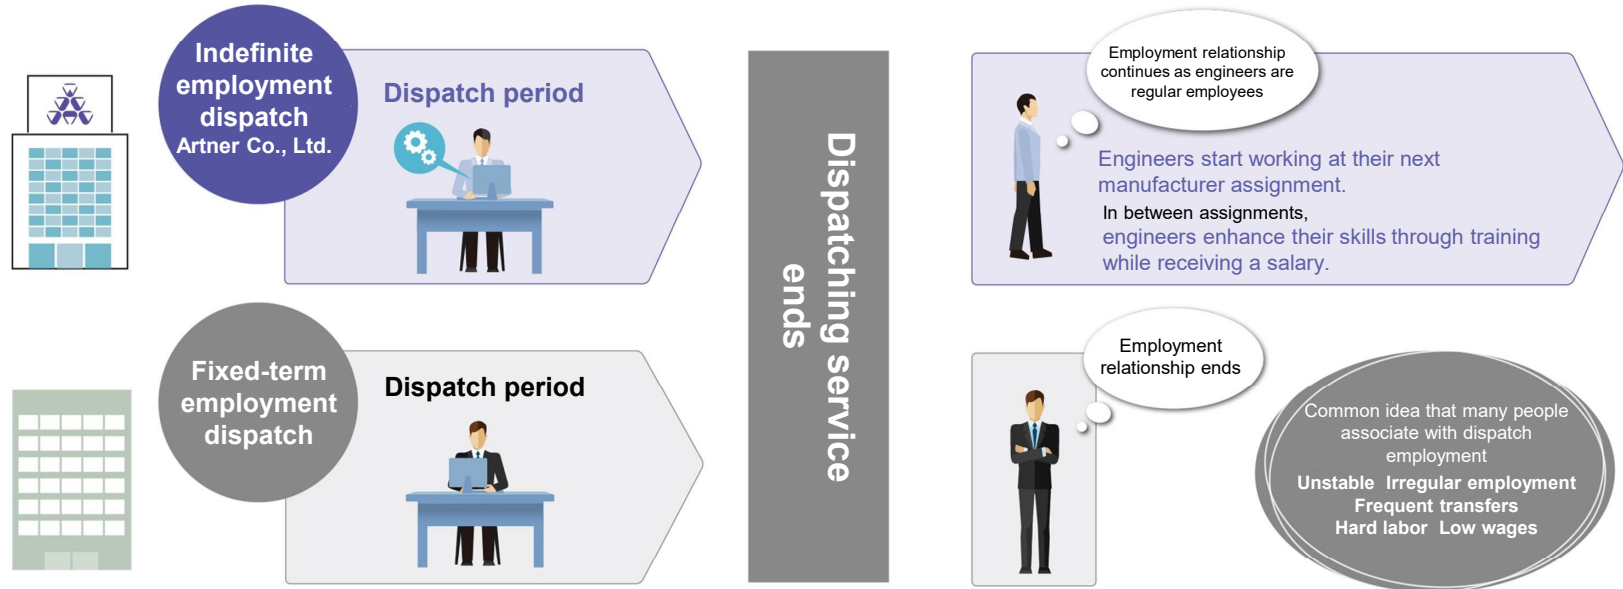 Indefinite
employment
dispatch
Artner Co., Ltd.
Dispatch period
Dispatching service
ends
Employment relationship
continues as engineers are
regular employees
Engineers start working at their next
manufacturer assignment.
In between assignments,
engineers enhance their skills through training
while receiving a salary.
Fixed-term
employment
dispatch
Dispatch period
Employment
relationship ends
Common idea that many people
associate with dispatch
employment
Unstable Irregular employment
Frequent transfers
Hard labor Low wages